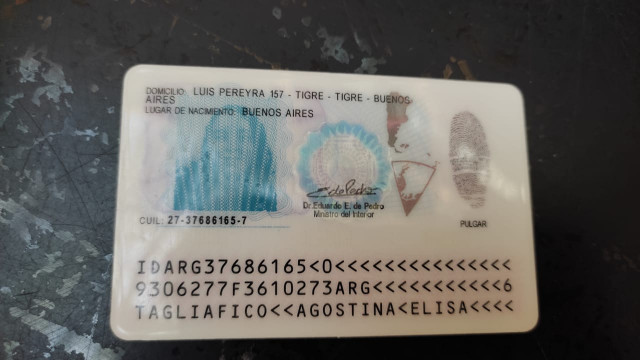 DOMICILIO: LUIS PEREYRA 157 - TIGRE - TIGRE - BUENOS
AIRES
LUGAR DE NACIMIENTO: BUENOS AIRES
Dr. Eduardo E. de Pedro
Ministro del Interior
CUIL: 27-37686165-7
PULGAR
IDARG37686165<0<<<<<<<<<<<<<<<
9306277F3610273ARG<<<<<<<<<<<6
TAGLIAFICO<<AGOSTINA<ELISA<<<<